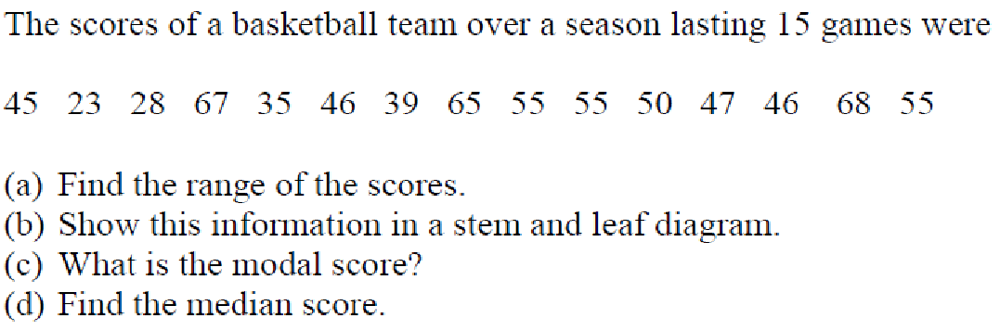 The scores of a basketball team over a season lasting 15 games were
45 23 28 67 35 46 39 65 55 55 50 47 46 68 55
(a) Find the range of the scores.
(b) Show this information in a stem and leaf diagram.
(c) What is the modal score?
(d) Find the median score.